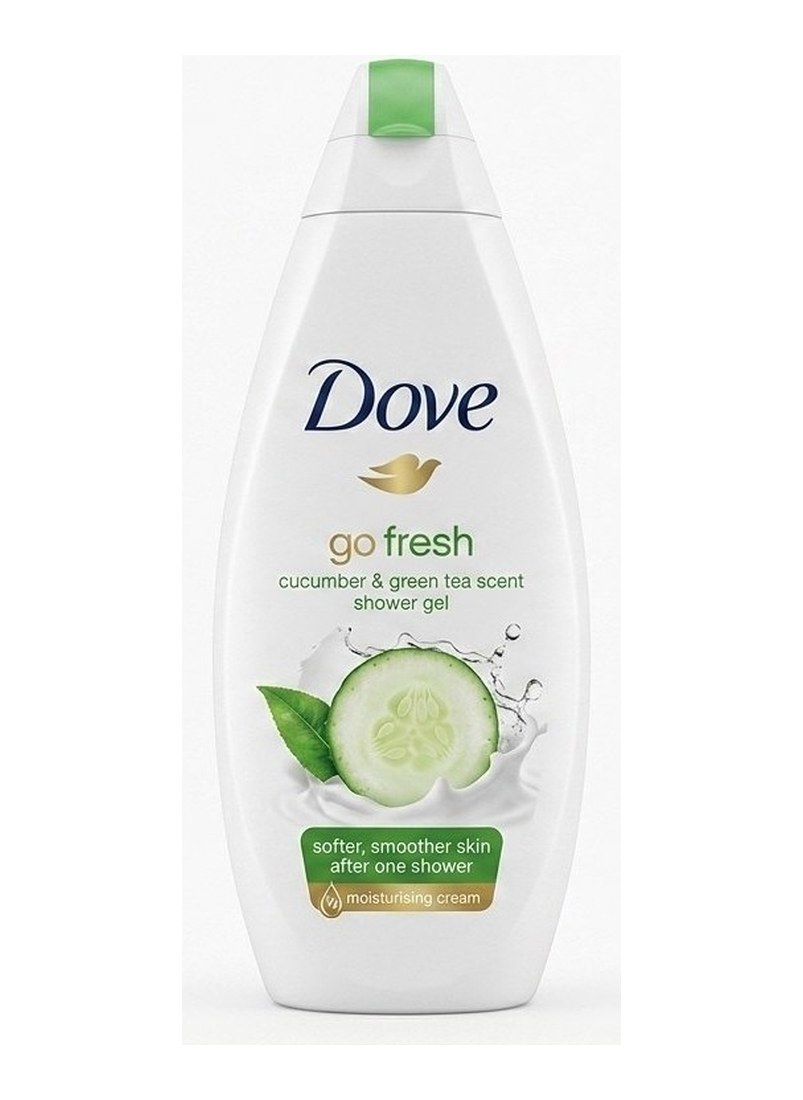 Dove
go fresh
cucumber & green tea scent
shower gel
softer, smoother skin
after one shower
moisturising cream